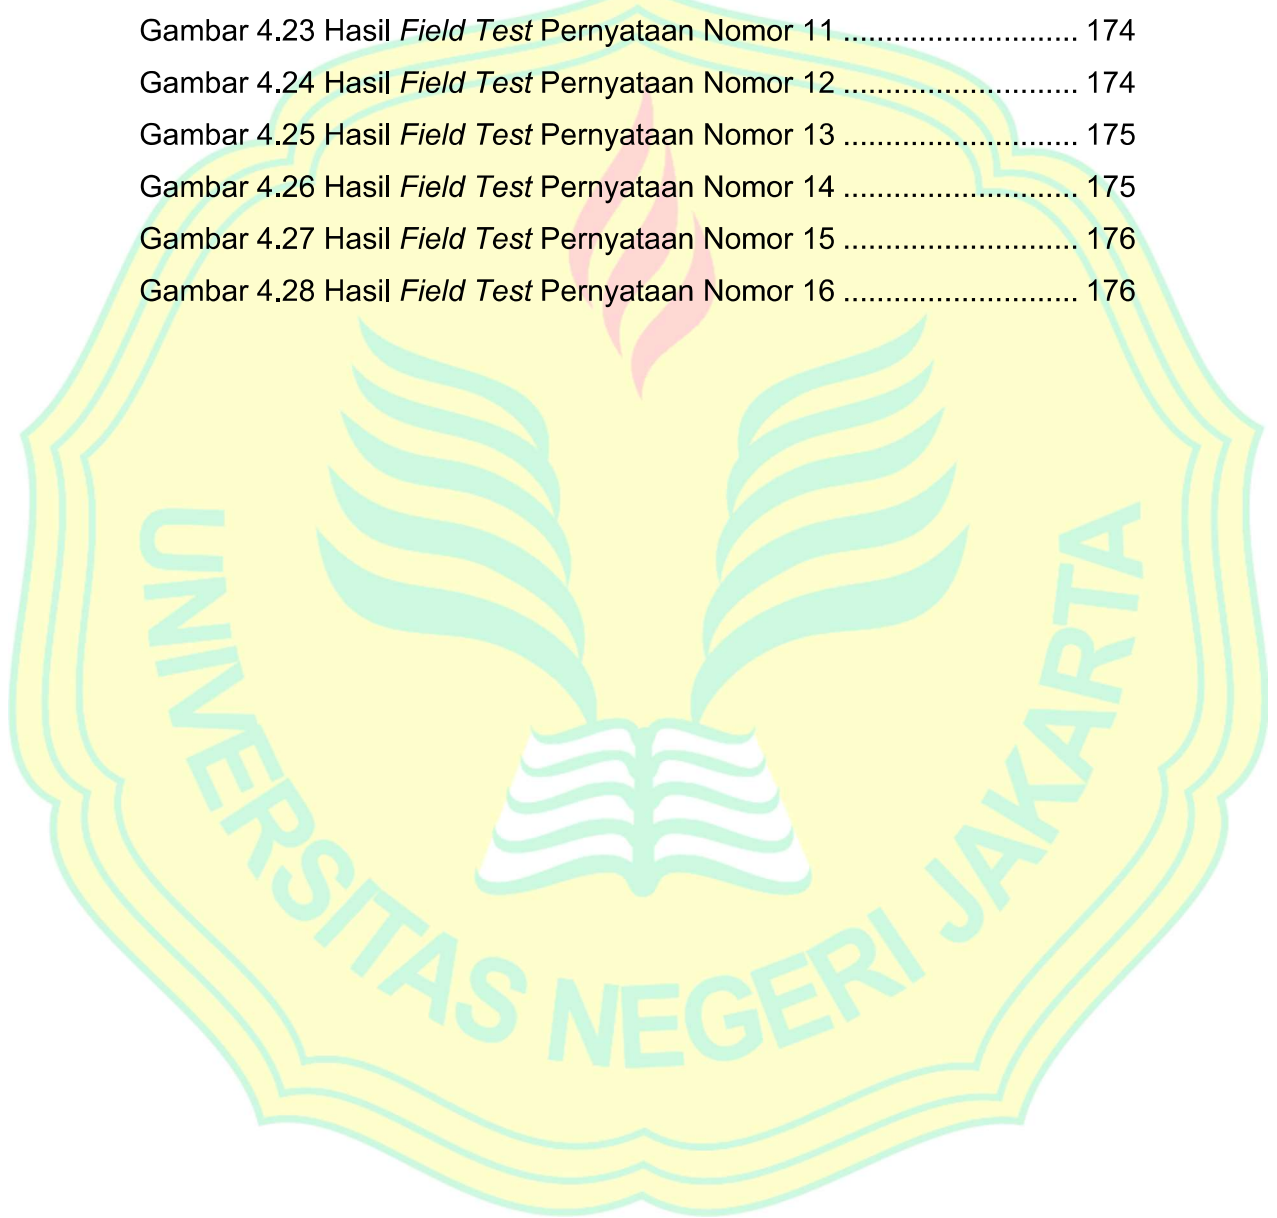 Gambar 4.23 Hasil Field Test Pernyataan Nomor 11 ............................ 174
Gambar 4.24 Hasil Field Test Pernyataan Nomor 12 ............................ 174
Gambar 4.25 Hasil Field Test Pernyataan Nomor 13 ............................ 175
Gambar 4.26 Hasil Field Test Pernyataan Nomor 14 ............................ 175
Gambar 4.27 Hasil Field Test Pernyataan Nomor 15 ............................ 176
Gambar 4.28 Hasil Field Test Pernyataan Nomor 16 ............................ 176
UNIVERSITAS NEGERI JAKARTA